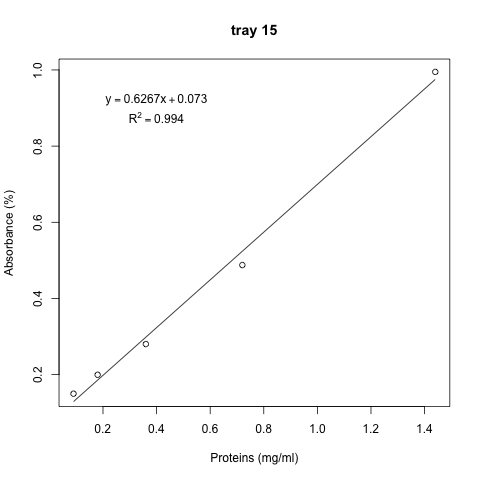 tray 15
y = 0.6267x + 0.073
R² = 0.994
Absorbance (%)
1.0
0.8
0.6
0.4
0.2
0.2 0.4 0.6 0.8 1.0 1.2 1.4
Proteins (mg/ml)